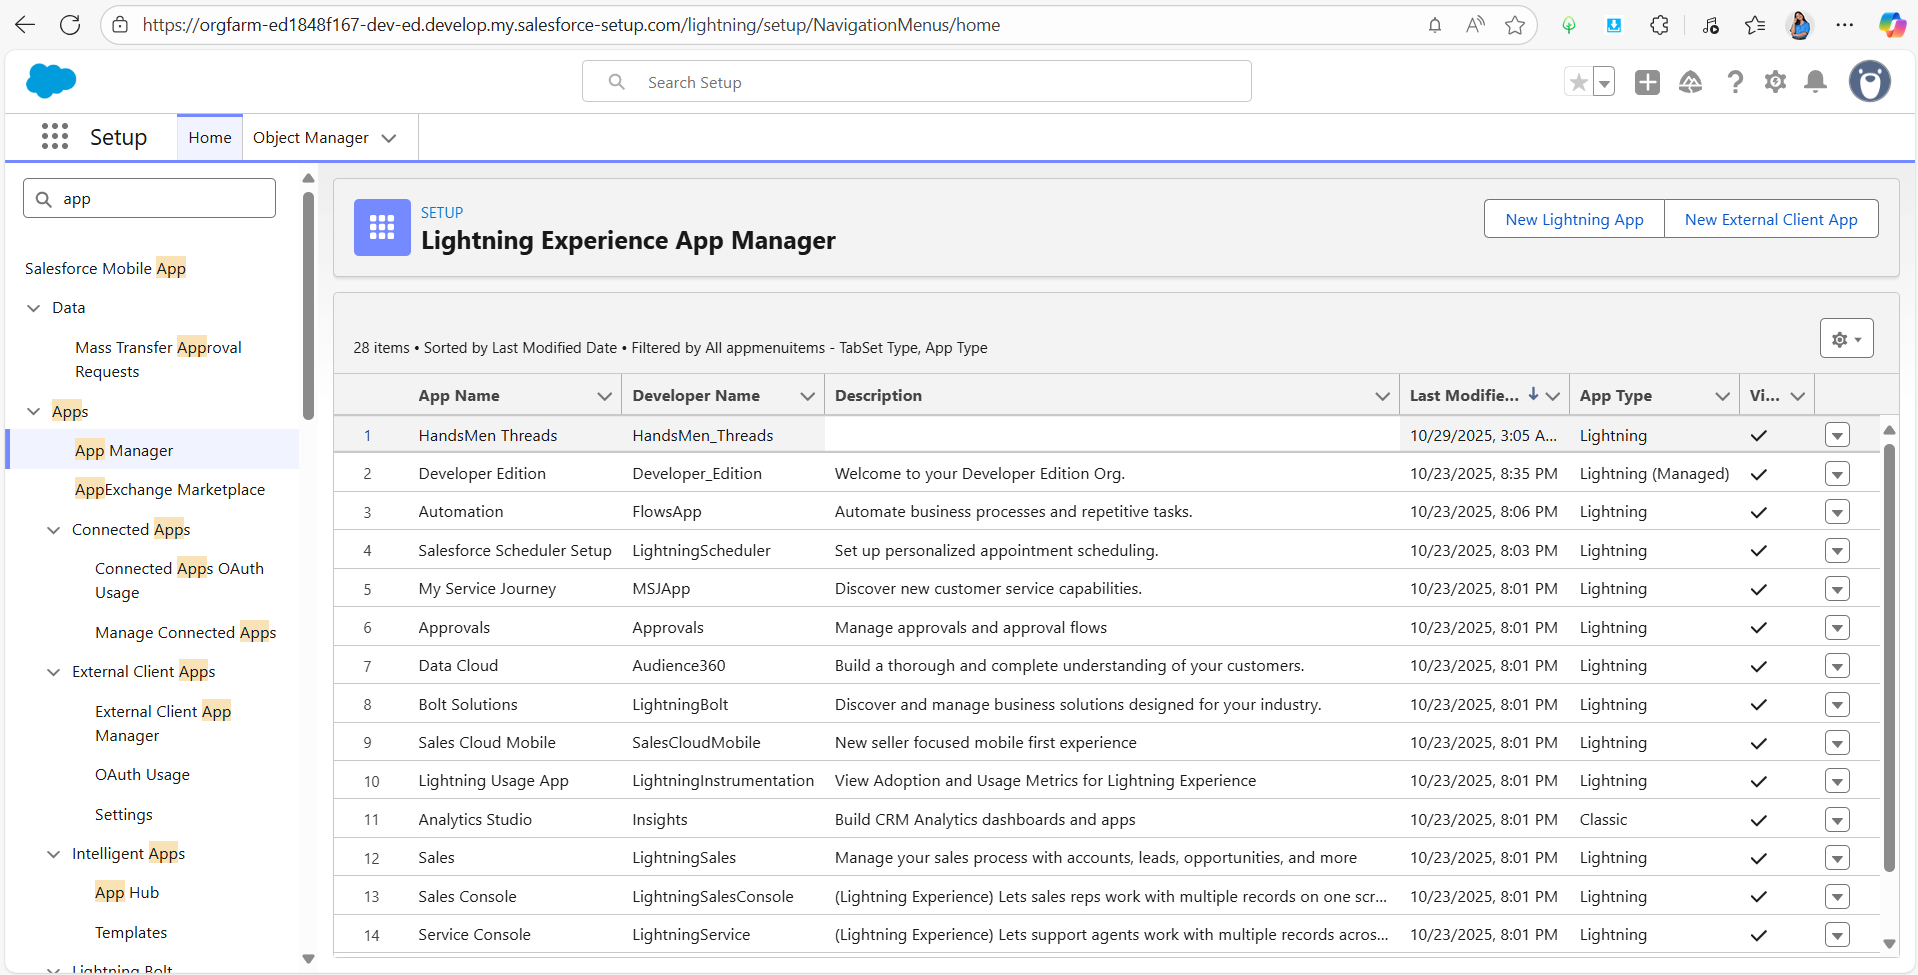 https://orgfarm-ed1848f167-dev-ed.develop.my.salesforce-setup.com/lightning/setup/NavigationMenus/home
Search Setup
Setup
Home
Object Manager
app
Salesforce Mobile App
Data
Mass Transfer Approval
Requests
Apps
App Manager
AppExchange Marketplace
Connected Apps
Connected Apps OAuth
Usage
Manage Connected Apps
External Client Apps
External Client App
Manager
OAuth Usage
Settings
Intelligent Apps
App Hub
Templates
Lightning Bolt
SETUP
Lightning Experience App Manager
New Lightning App
New External Client App
28 items • Sorted by Last Modified Date • Filtered by All appmenuitems - TabSet Type, App Type
App Name Developer Name Description Last Modifie... App Type Vi...
1 HandsMen Threads HandsMen_Threads 10/29/2025, 3:05 A... Lightning
2 Developer Edition Developer_Edition Welcome to your Developer Edition Org. 10/23/2025, 8:35 PM Lightning (Managed)
3 Automation FlowsApp Automate business processes and repetitive tasks. 10/23/2025, 8:06 PM Lightning
4 Salesforce Scheduler Setup LightningScheduler Set up personalized appointment scheduling. 10/23/2025, 8:03 PM Lightning
5 My Service Journey MSJApp Discover new customer service capabilities. 10/23/2025, 8:01 PM Lightning
6 Approvals Approvals Manage approvals and approval flows 10/23/2025, 8:01 PM Lightning
7 Data Cloud Audience360 Build a thorough and complete understanding of your customers. 10/23/2025, 8:01 PM Lightning
8 Bolt Solutions LightningBolt Discover and manage business solutions designed for your industry. 10/23/2025, 8:01 PM Lightning
9 Sales Cloud Mobile SalesCloudMobile New seller focused mobile first experience 10/23/2025, 8:01 PM Lightning
10 Lightning Usage App LightningInstrumentation View Adoption and Usage Metrics for Lightning Experience 10/23/2025, 8:01 PM Lightning
11 Analytics Studio Insights Build CRM Analytics dashboards and apps 10/23/2025, 8:01 PM Classic
12 Sales LightningSales Manage your sales process with accounts, leads, opportunities, and more 10/23/2025, 8:01 PM Lightning
13 Sales Console LightningSalesConsole (Lightning Experience) Lets sales reps work with multiple records on one scr... 10/23/2025, 8:01 PM Lightning
14 Service Console LightningService (Lightning Experience) Lets support agents work with multiple records acros... 10/23/2025, 8:01 PM Lightning